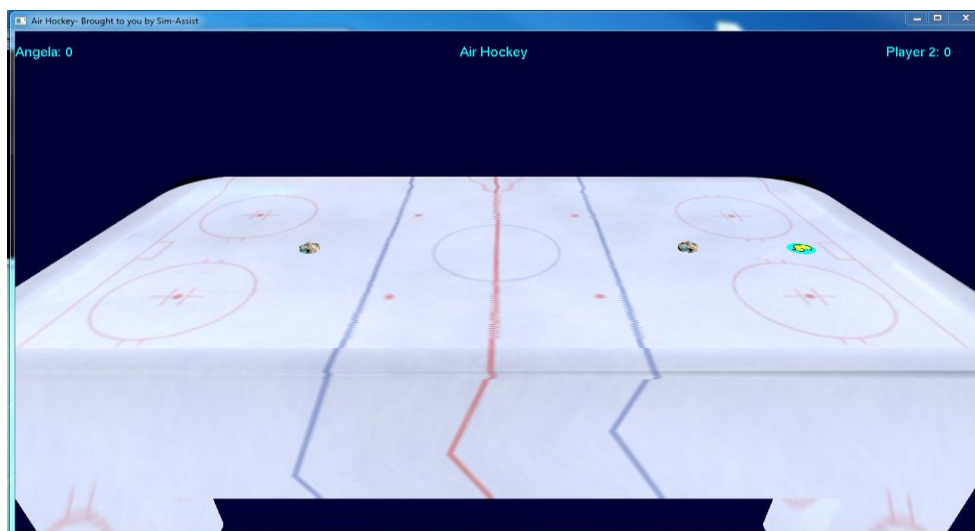 Air Hockey- Brought to you by Sim-Assist
Angela: 0
Air Hockey
Player 2: 0